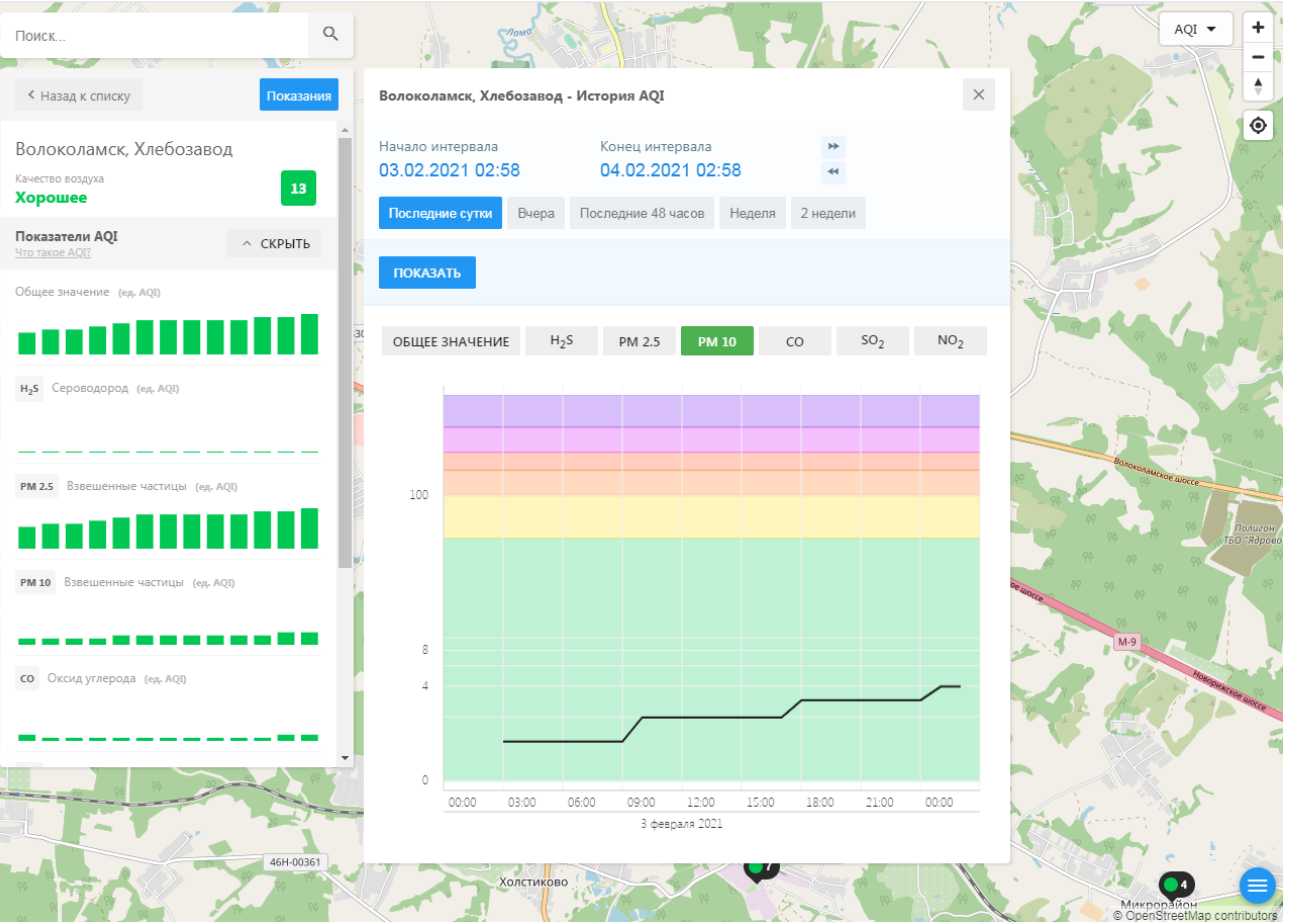 Поиск...
Назад к списку
Показания
Волоколамск, Хлебозавод
Качество воздуха
Хорошее
13
Показатели AQI
Что такое AQI?
СКРЫТЬ
Общее значение (ед. AQI)
H2S Сероводород (ед. AQI)
PM 2.5 Взвешенные частицы (ед. AQI)
PM 10 Взвешенные частицы (ед. AQI)
CO Оксид углерода (ед. AQI)
Волоколамск, Хлебозавод - История AQI
Начало интервала
03.02.2021 02:58
Конец интервала
04.02.2021 02:58
Последние сутки
Вчера
Последние 48 часов
Неделя
2 недели
ПОКАЗАТЬ
ОБЩЕЕ ЗНАЧЕНИЕ
H2S
PM 2.5
PM 10
CO
SO2
NO2
100
8
4
0
00:00 03:00 06:00 09:00 12:00 15:00 18:00 21:00 00:00
3 февраля 2021
AQI
Лама
Волоколамское шоссе
Полигон
ТБО "Ядрово
ое шоссе
М-9
Новорижское шоссе
46Н-00361
Холстиково
7
4
Микрорайон
© OpenStreetMap contributors